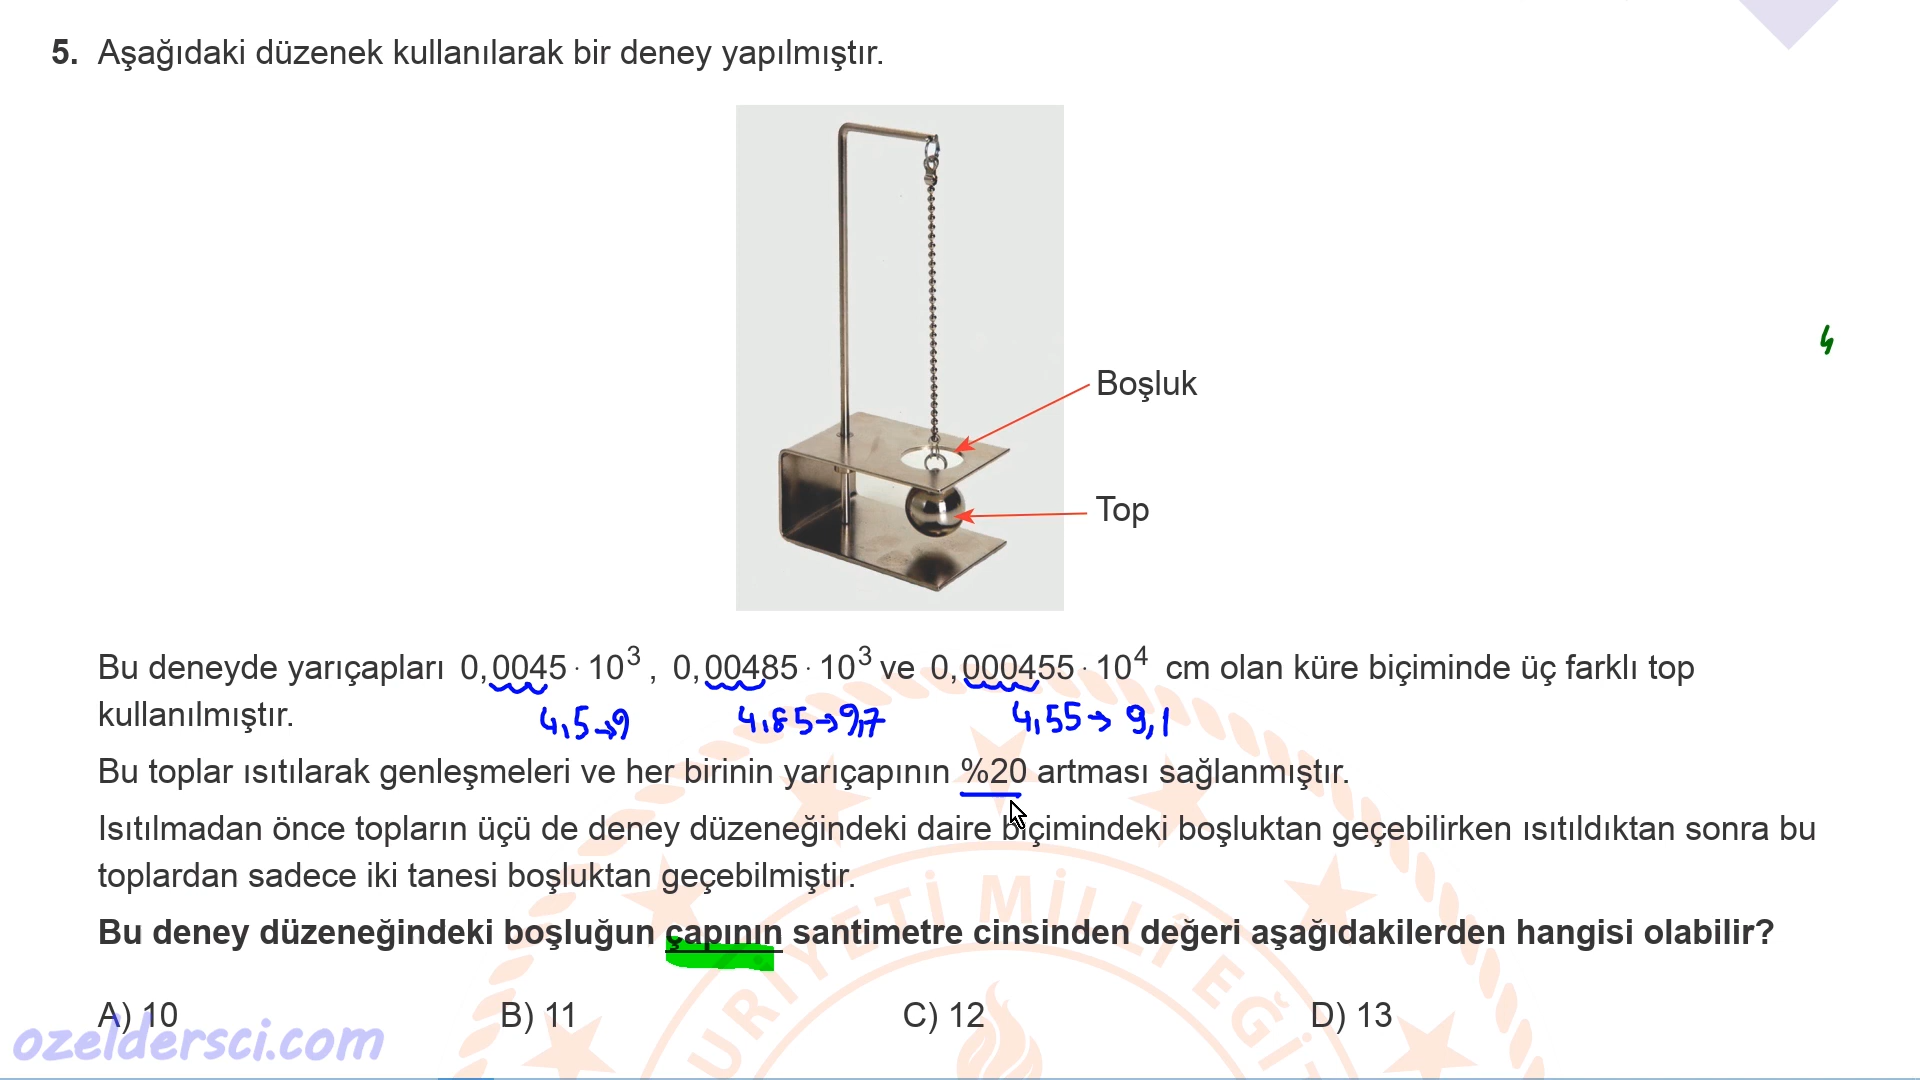 5. Aşağıdaki düzenek kullanılarak bir deney yapılmıştır.
Boşluk
Top
4
Bu deneyde yarıçapları 0,0045 · 10³ , 0,00485 · 10³ ve 0,000455 · 10⁴ cm olan küre biçiminde üç farklı top
kullanılmıştır.
4,5→9 4,85→9,7 4,55→9,1
Bu toplar ısıtılarak genleşmeleri ve her birinin yarıçapının %20 artması sağlanmıştır.
Isıtılmadan önce topların üçü de deney düzeneğindeki daire biçimindeki boşluktan geçebilirken ısıtıldıktan sonra bu
toplardan sadece iki tanesi boşluktan geçebilmiştir.
Bu deney düzeneğindeki boşluğun çapının santimetre cinsinden değeri aşağıdakilerden hangisi olabilir?
A) 10 B) 11 C) 12 D) 13
ozeldersci.com